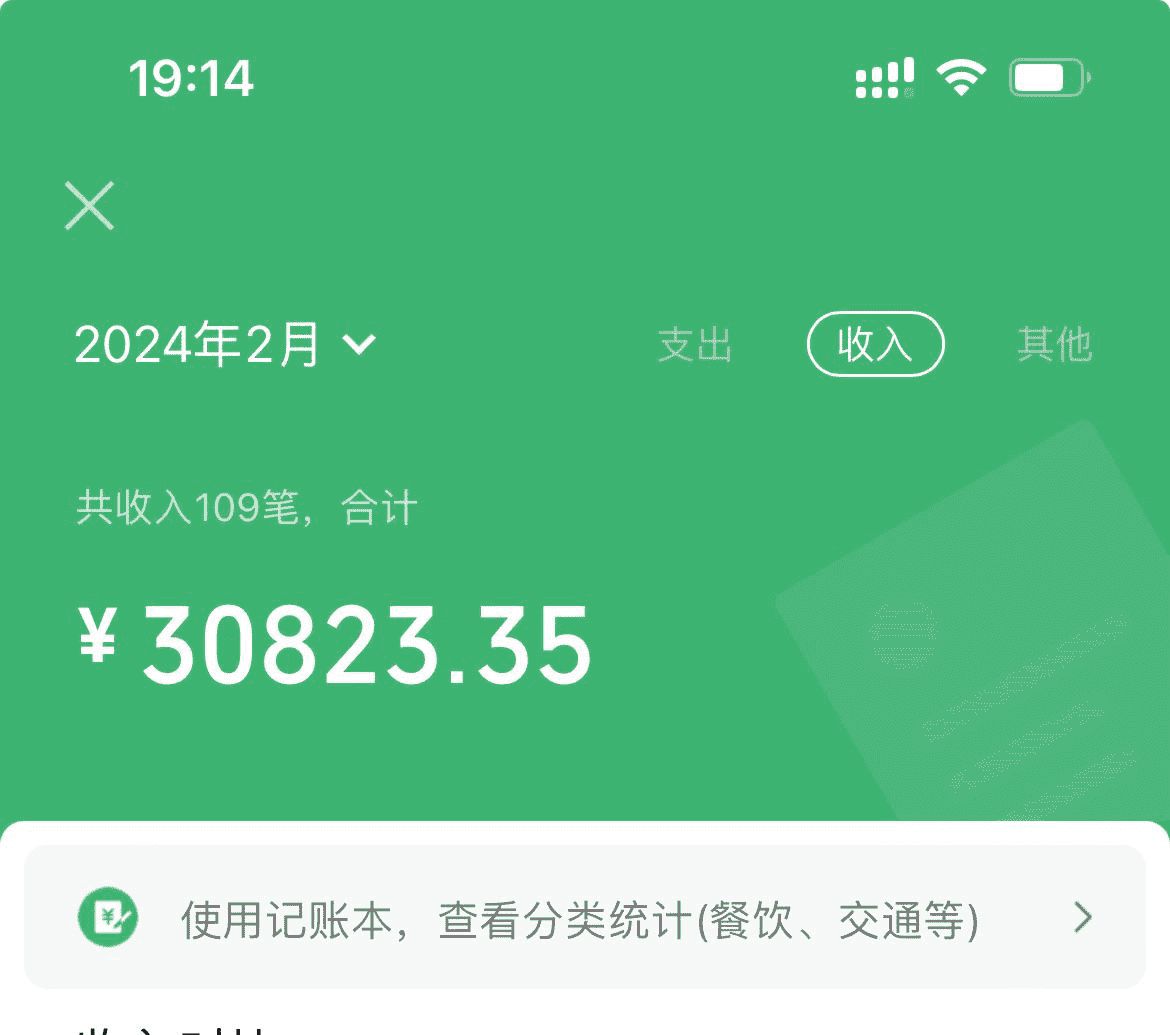 19:14
2024年2月 支出 收入 其他
共收入109笔，合计
¥30823.35
使用记账本，查看分类统计(餐饮、交通等)